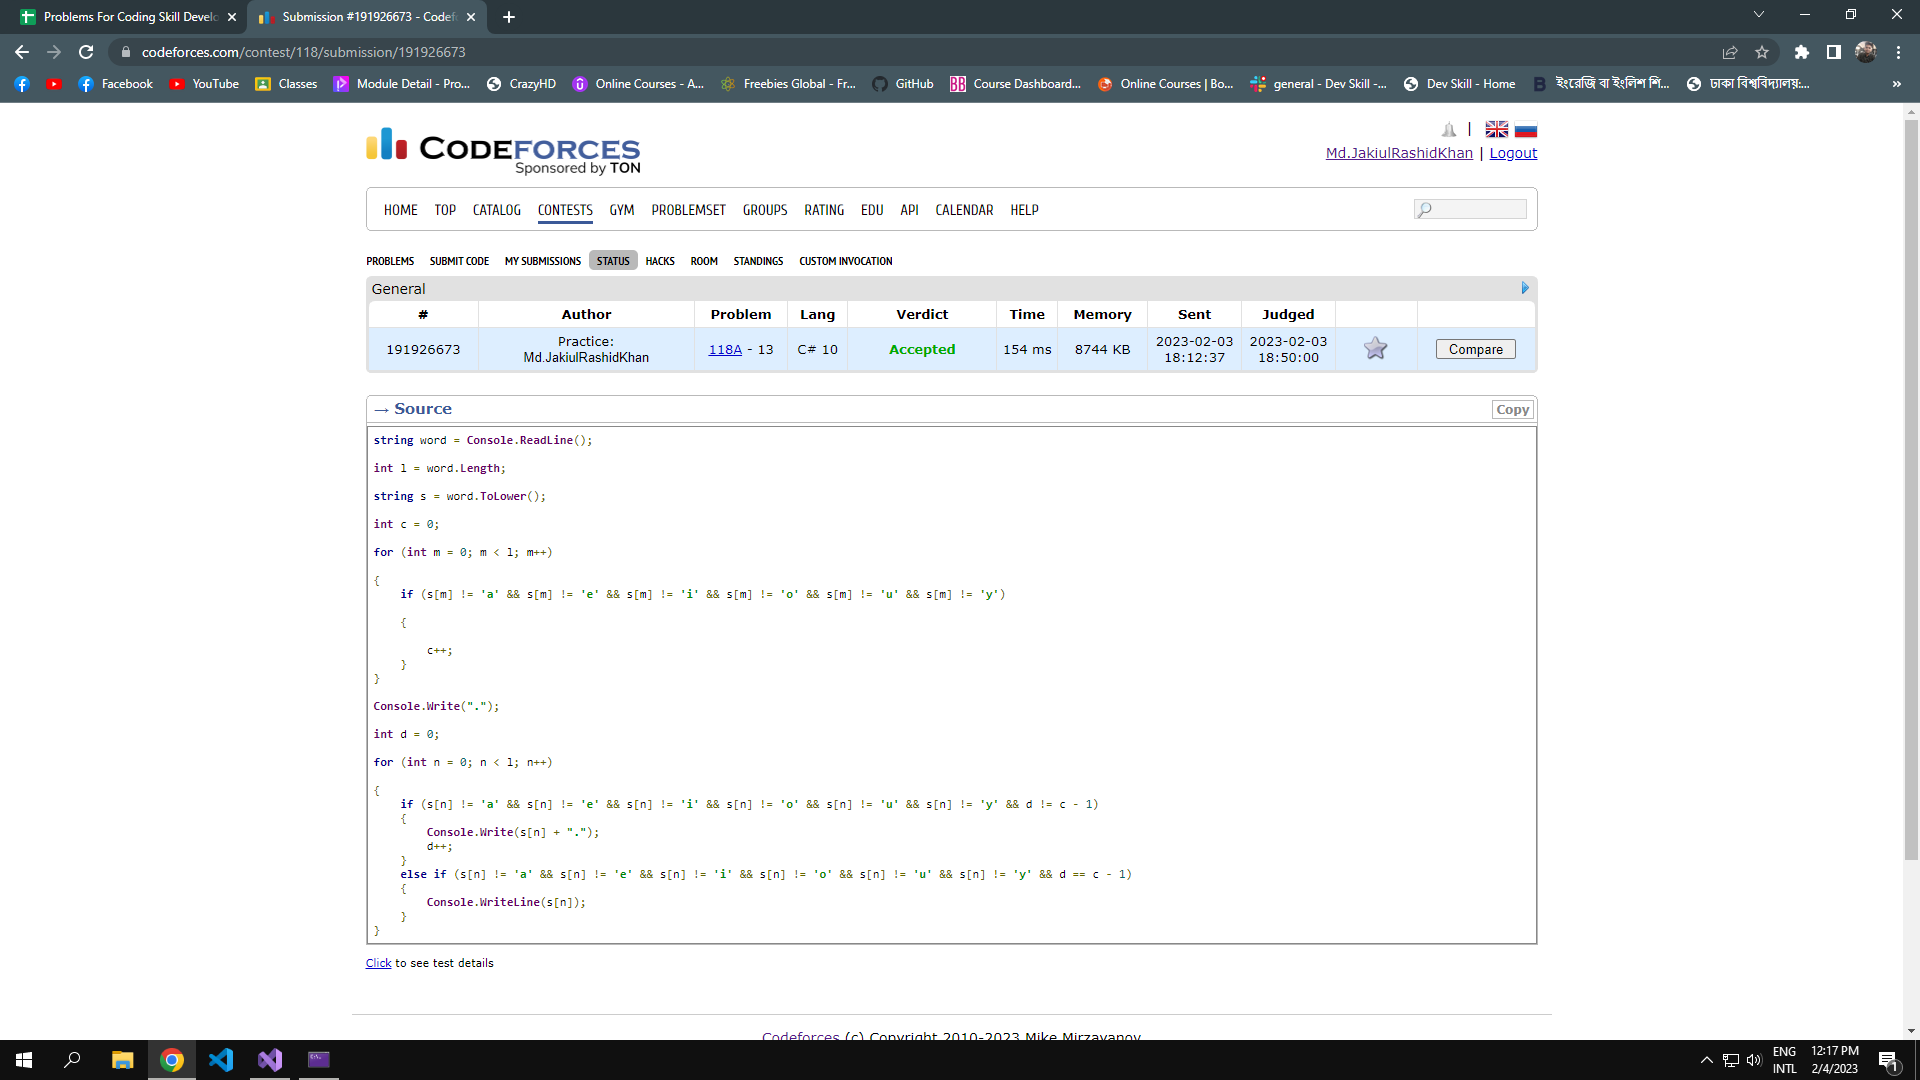 Problems For Coding Skill Develo
Submission #191926673 - Codef
codeforces.com/contest/118/submission/191926673
Facebook
YouTube
Classes
Module Detail - Pro...
CrazyHD
Online Courses - A...
Freebies Global - Fr...
GitHub
Course Dashboard...
Online Courses | Bo...
general - Dev Skill -...
Dev Skill - Home
ইংরেজি বা ইংলিশ শি...
ঢাকা বিশ্ববিদ্যালয়:...
CODEFORCES
Sponsored by TON
Md.JakiulRashidKhan | Logout
HOME TOP CATALOG CONTESTS GYM PROBLEMSET GROUPS RATING EDU API CALENDAR HELP
PROBLEMS SUBMIT CODE MY SUBMISSIONS STATUS HACKS ROOM STANDINGS CUSTOM INVOCATION
General
# Author Problem Lang Verdict Time Memory Sent Judged
191926673 Practice: Md.JakiulRashidKhan 118A - 13 C# 10 Accepted 154 ms 8744 KB 2023-02-03 18:12:37 2023-02-03 18:50:00 Compare
→ Source
Copy
string word = Console.ReadLine();
int l = word.Length;
string s = word.ToLower();
int c = 0;
for (int m = 0; m < l; m++)
{
if (s[m] != 'a' && s[m] != 'e' && s[m] != 'i' && s[m] != 'o' && s[m] != 'u' && s[m] != 'y')
{
c++;
}
}
Console.Write(".");
int d = 0;
for (int n = 0; n < l; n++)
{
if (s[n] != 'a' && s[n] != 'e' && s[n] != 'i' && s[n] != 'o' && s[n] != 'u' && s[n] != 'y' && d != c - 1)
{
Console.Write(s[n] + ".");
d++;
}
else if (s[n] != 'a' && s[n] != 'e' && s[n] != 'i' && s[n] != 'o' && s[n] != 'u' && s[n] != 'y' && d == c - 1)
{
Console.WriteLine(s[n]);
}
}
Click to see test details
Codeforces (c) Copyright 2010-2023 Mike Mirzayanov
ENG
INTL
12:17 PM
2/4/2023
1